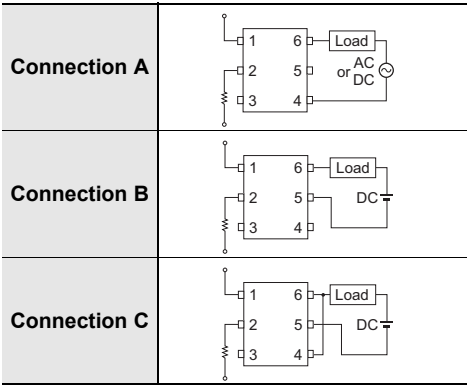 Connection A
1 6 Load
2 5 or AC DC
3 4
Connection B
1 6 Load
2 5 DC
3 4
Connection C
1 6 Load
2 5 DC
3 4